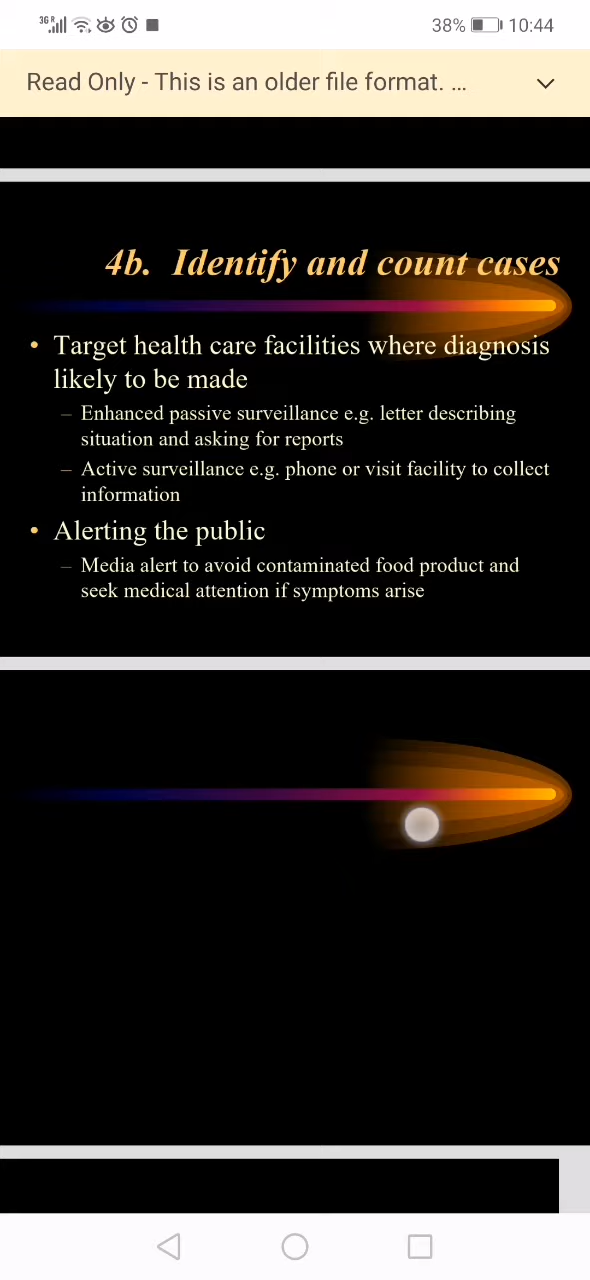 3G R 38% 10:44
Read Only - This is an older file format. ...
4b. Identify and count cases
• Target health care facilities where diagnosis
likely to be made
– Enhanced passive surveillance e.g. letter describing
situation and asking for reports
– Active surveillance e.g. phone or visit facility to collect
information
• Alerting the public
– Media alert to avoid contaminated food product and
seek medical attention if symptoms arise